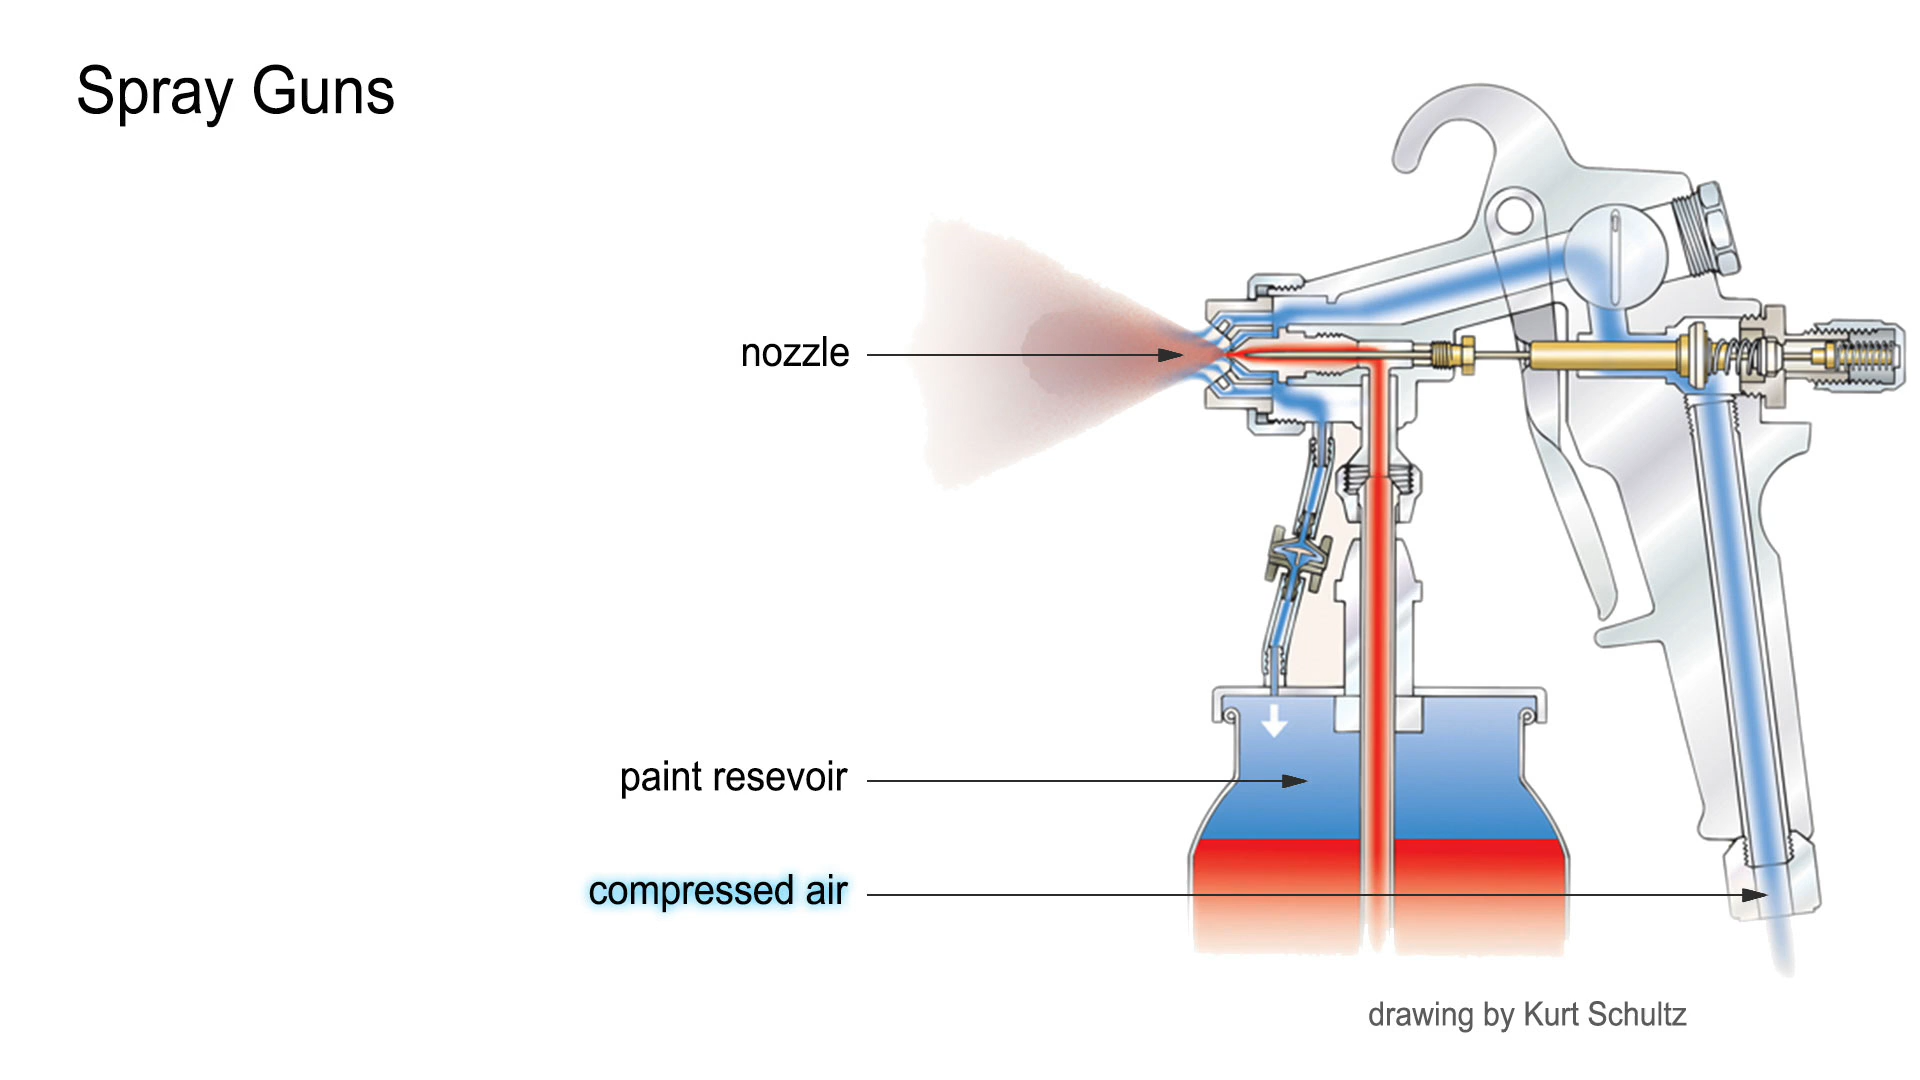 Spray Guns
nozzle
paint resevoir
compressed air
drawing by Kurt Schultz